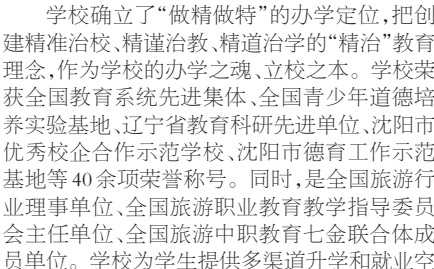 学校确立了“做精做特”的办学定位,把创
建精准治校、精谨治教、精道治学的“精治”教育
理念,作为学校的办学之魂、立校之本。学校荣
获全国教育系统先进集体、全国青少年道德培
养实验基地、辽宁省教育科研先进单位、沈阳市
优秀校企合作示范学校、沈阳市德育工作示范
基地等40余项荣誉称号。同时,是全国旅游行
业理事单位、全国旅游职业教育教学指导委员
会主任单位、全国旅游中职教育七金联合体成
员单位。学校为学生提供多渠道升学和就业空